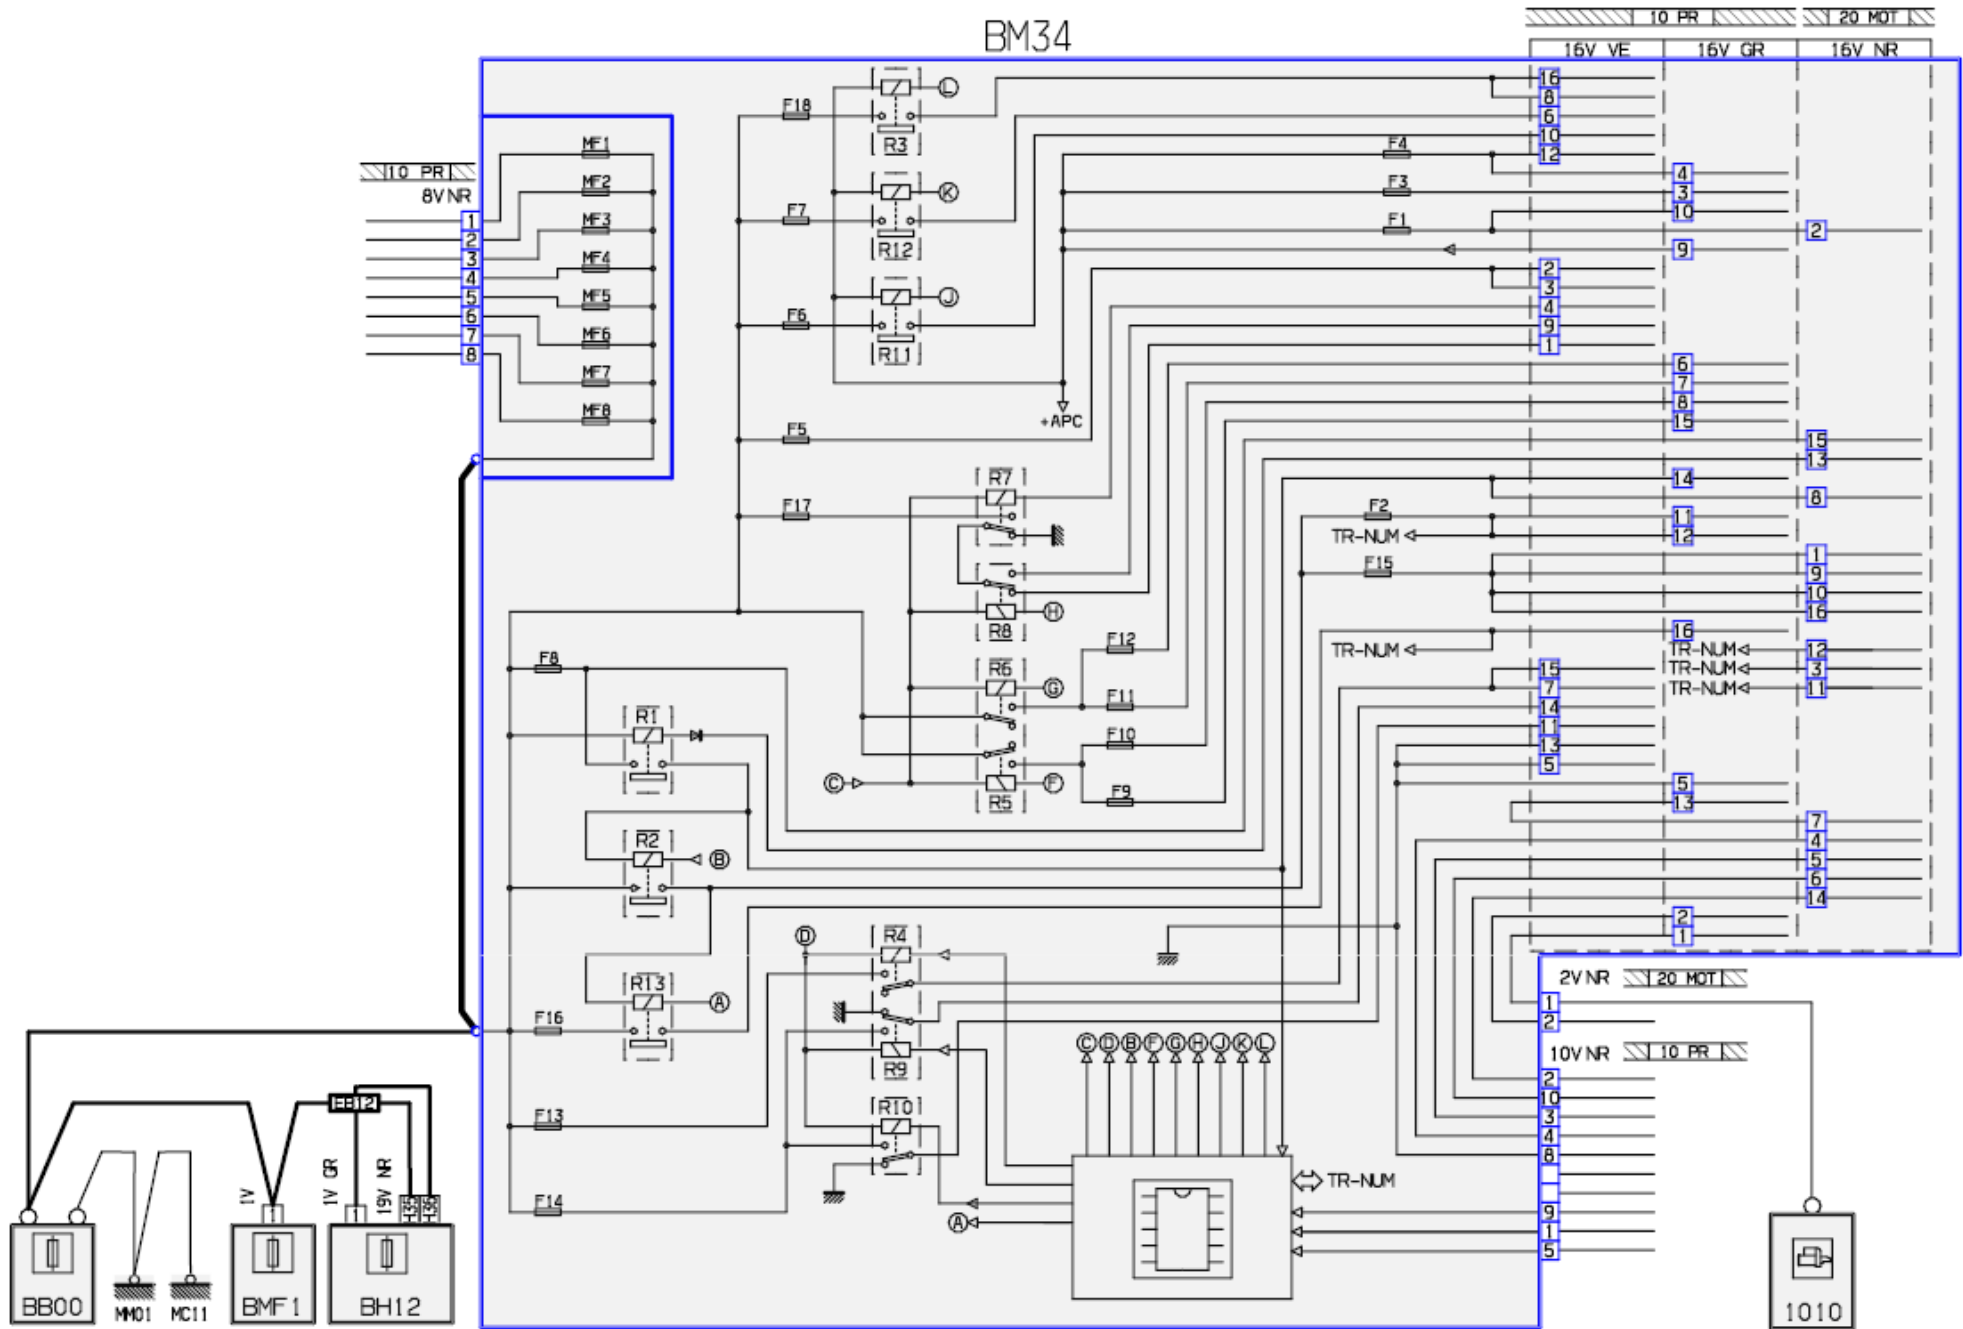 BM34
10 PR 20 MOT
16V VE 16V GR 16V NR
L 16
F18 8
R3 6
MF1 10
F4 12
10 PR 4
MF2 K F3 3
8V NR 10
1 MF3 F7 F1 2
2 R12 9
3 MF4 2
4 3
5 MF5 J 4
6 F6 9
7 MF6 R11 1
8 6
MF7 7
8
MF8 +APC 15
F5 15
13
R7 14
8
F17 F2 11
TR-NUM 12
1
F15 9
10
H 16
R8 16
F12 TR-NUM TR-NUM 12
F8 R6 15 TR-NUM 3
G F11 7 TR-NUM 11
R1 14
11
F10 13
5
C F 5
R5 F9 13
7
R2 4
B 5
6
14
2
D R4 1
2V NR 20 MOT
R13 A 1
F16 2
C D B F G H J K L 10V NR 10 PR
R9 2
EB12 R10 10
F13 3
4
8
1V 1V GR 19V NR H35 H36 TR-NUM
F14 9
1 1 A 1
5
BB00 MM01 MC11 BMF1 BH12 1010